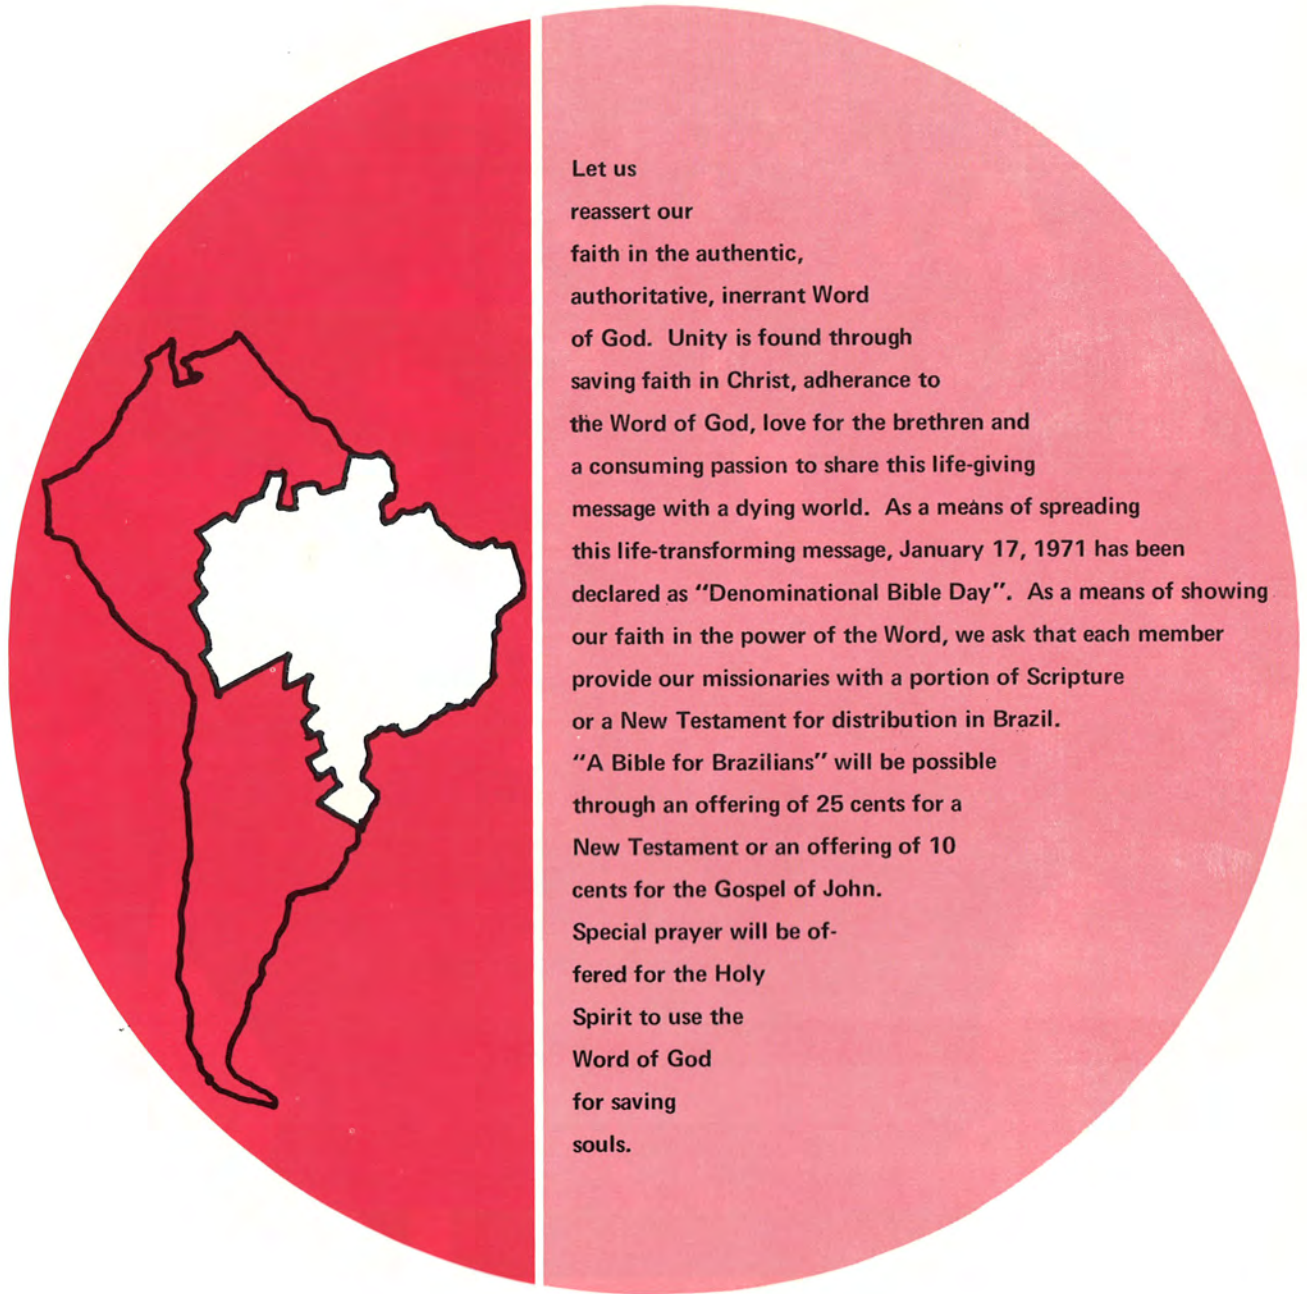 Let us
reassert our
faith in the authentic,
authoritative, inerrant Word
of God. Unity is found through
saving faith in Christ, adherance to
the Word of God, love for the brethren and
a consuming passion to share this life-giving
message with a dying world. As a means of spreading
this life-transforming message, January 17, 1971 has been
declared as "Denominational Bible Day". As a means of showing
our faith in the power of the Word, we ask that each member
provide our missionaries with a portion of Scripture
or a New Testament for distribution in Brazil.
"A Bible for Brazilians" will be possible
through an offering of 25 cents for a
New Testament or an offering of 10
cents for the Gospel of John.
Special prayer will be of-
fered for the Holy
Spirit to use the
Word of God
for saving
souls.